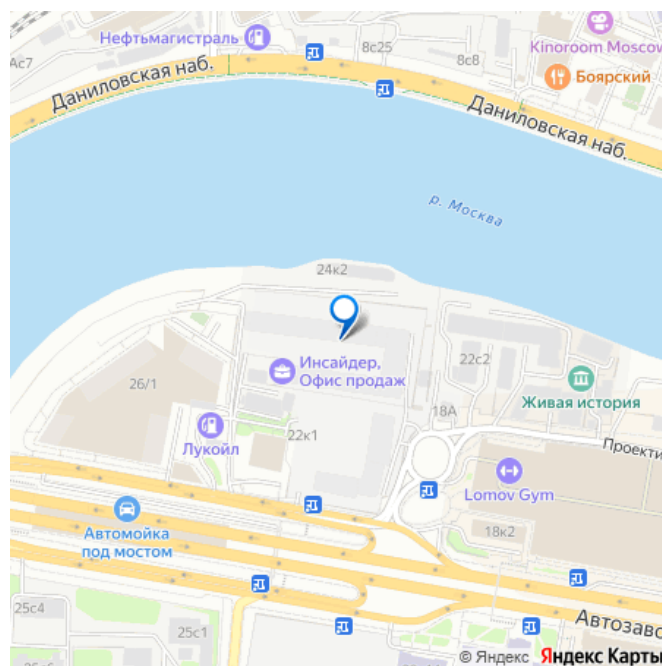 Нефтьмагистраль
8с25
8с8
Kinoroom Moscow
Ас7
Боярский
Даниловская наб.
Даниловская наб.
р. Москва
24к2
Инсайдер,
Офис продаж
22с2
26/1
Живая история
18А
Лукойл
22к1
Проекти
Lomov Gym
Автомойка
под мостом
18к2
25с4
25с1
Автозаво
25с6
© Яндекс Яндекс Карты